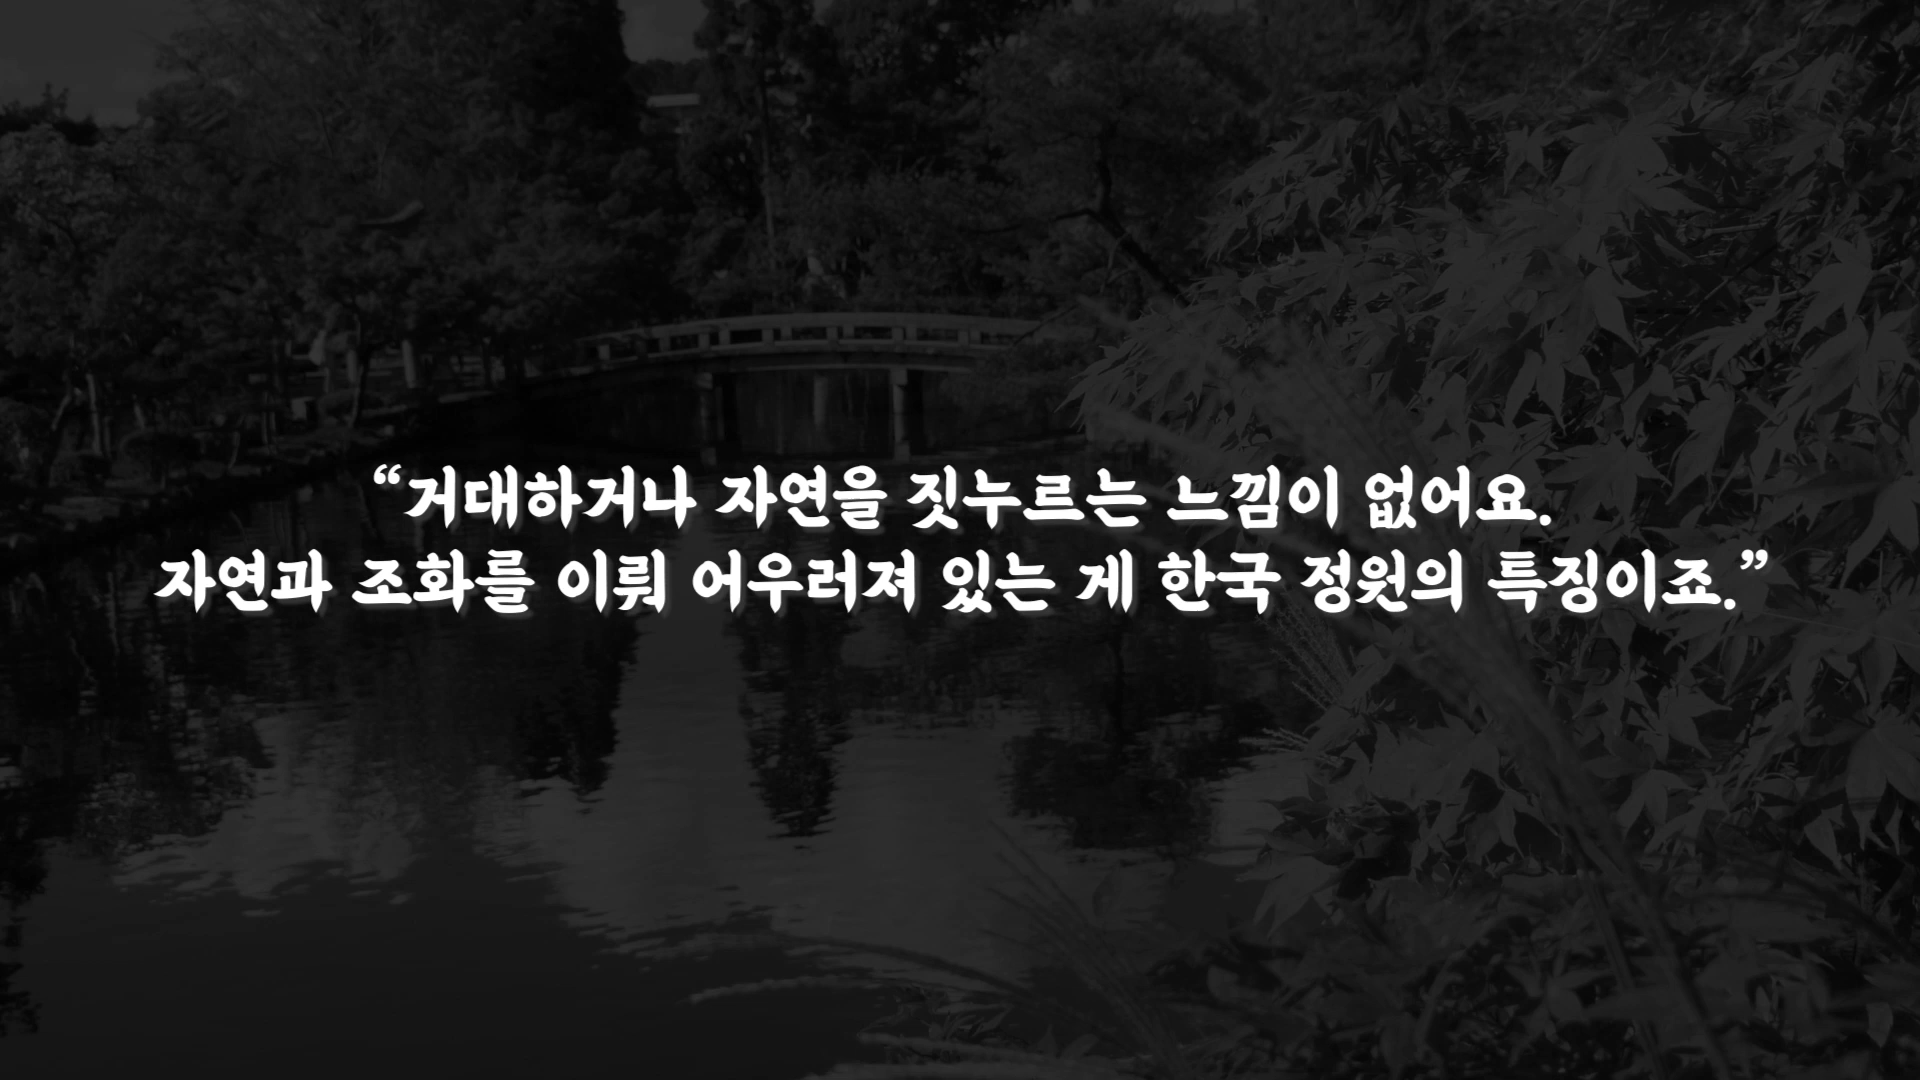 “거대하거나 자연을 짓누르는 느낌이 없어요.
자연과 조화를 이뤄 어우러져 있는 게 한국 정원의 특징이죠.”